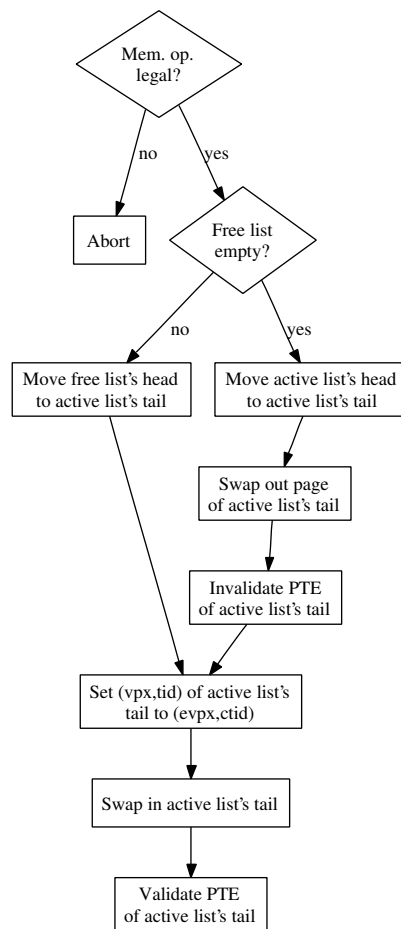 Mem. op.
legal?
no
yes
Abort
Free list
empty?
no
yes
Move free list's head
to active list's tail
Move active list's head
to active list's tail
Swap out page
of active list's tail
Invalidate PTE
of active list's tail
Set (vpx,tid) of active list's
tail to (evpx,ctid)
Swap in active list's tail
Validate PTE
of active list's tail